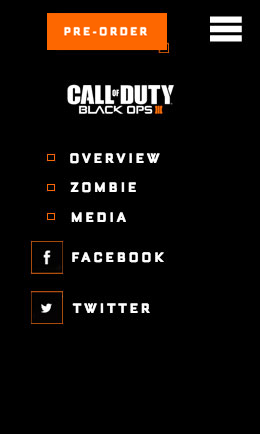 PRE-ORDER
CALL OF DUTY
BLACK OPS III
OVERVIEW
ZOMBIE
MEDIA
f FACEBOOK
TWITTER